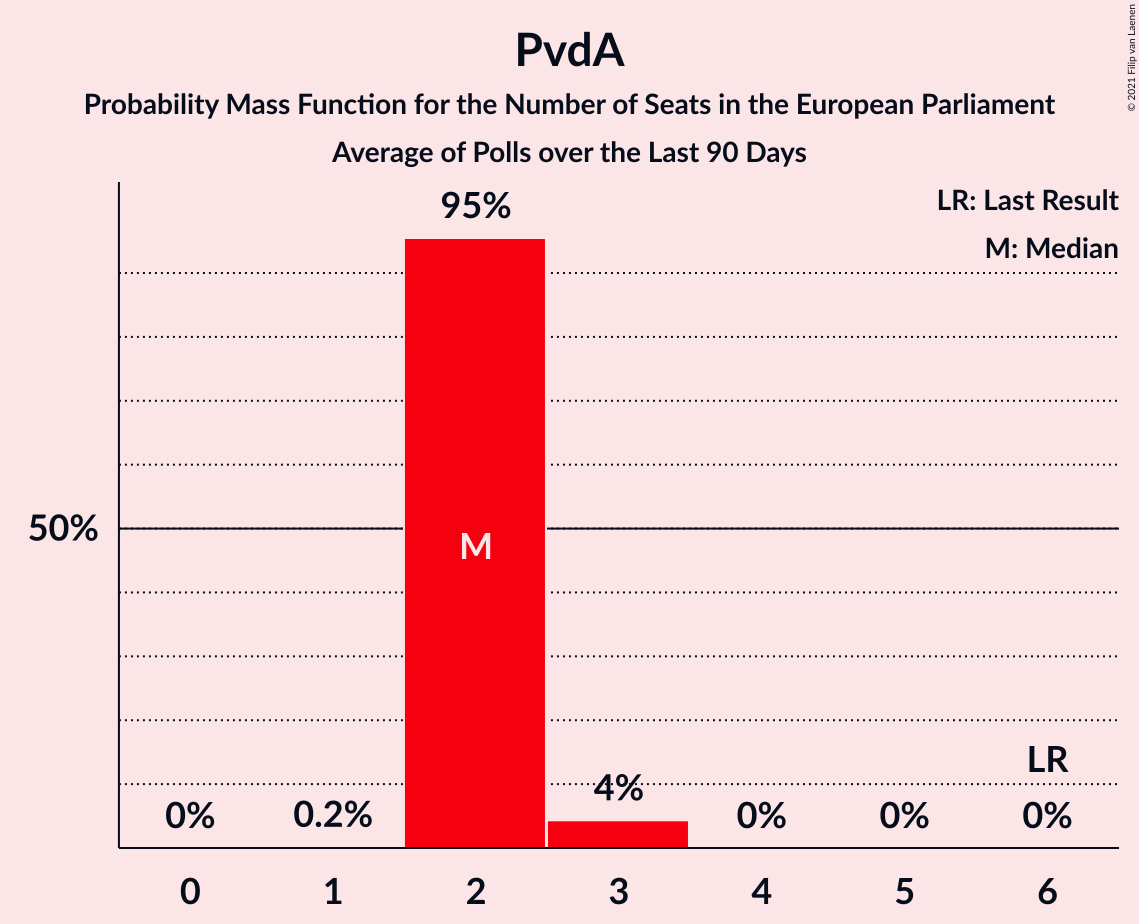 PvdA
Probability Mass Function for the Number of Seats in the European Parliament
Average of Polls over the Last 90 Days
© 2021 Filip van Laenen
LR: Last Result
M: Median
95%
50%
M
LR
0%
0.2%
4%
0%
0%
0%
0
1
2
3
4
5
6